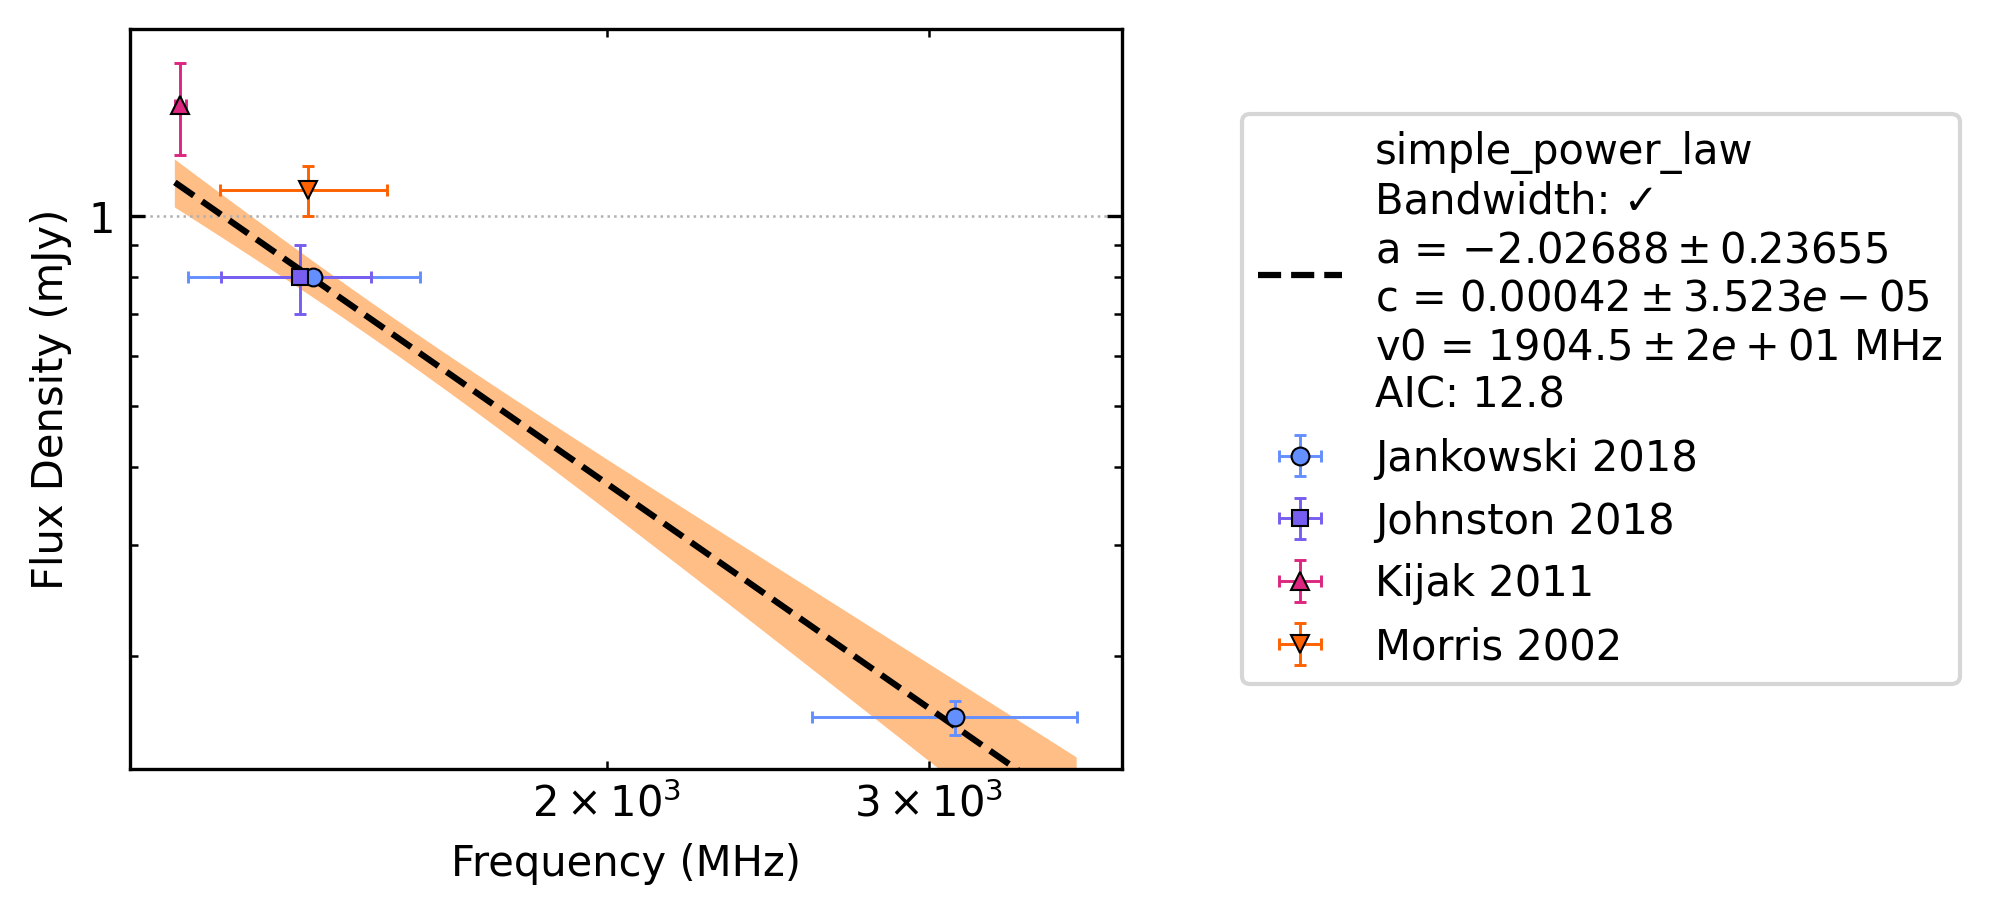 Flux Density (mJy)
1
2 × 10³
3 × 10³
Frequency (MHz)
simple_power_law
Bandwidth: ✓
a = −2.02688 ± 0.23655
c = 0.00042 ± 3.523e − 05
v0 = 1904.5 ± 2e + 01 MHz
AIC: 12.8
Jankowski 2018
Johnston 2018
Kijak 2011
Morris 2002